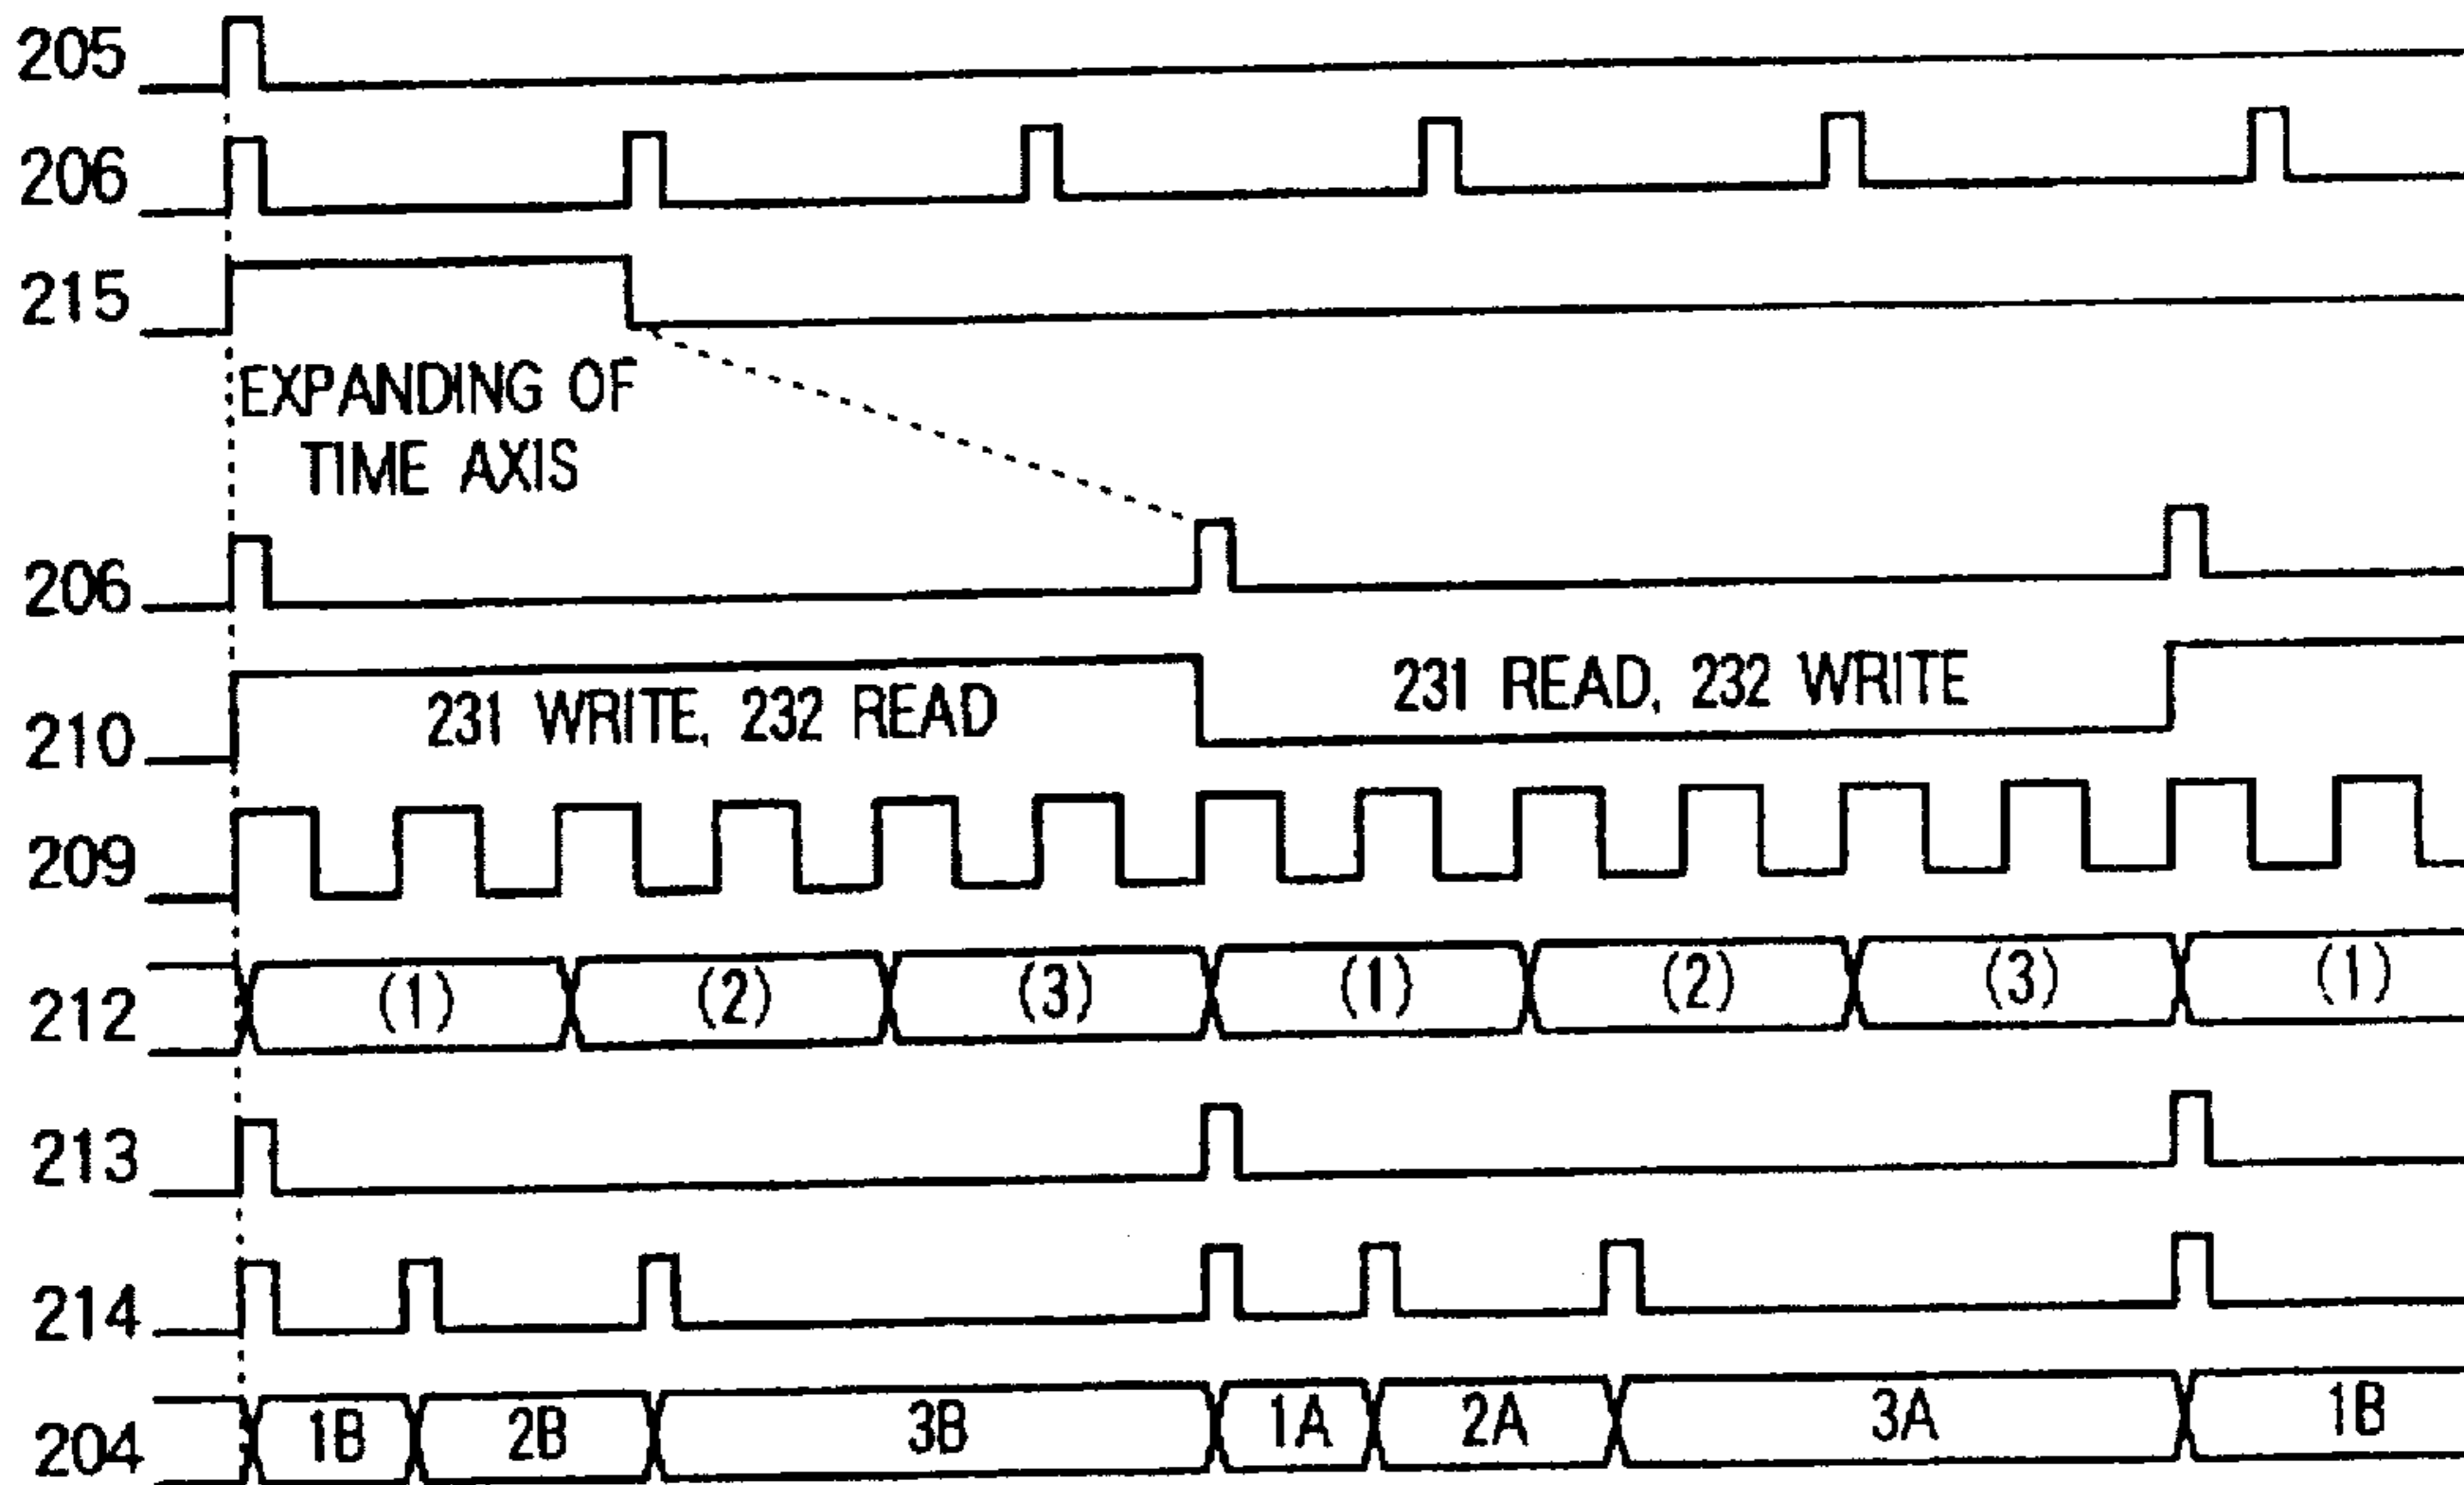 205
206
215
EXPANDING OF
TIME AXIS
206
210 231 WRITE, 232 READ 231 READ, 232 WRITE
209
212 (1) (2) (3) (1) (2) (3) (1)
213
214
204 1B 2B 3B 1A 2A 3A 1B